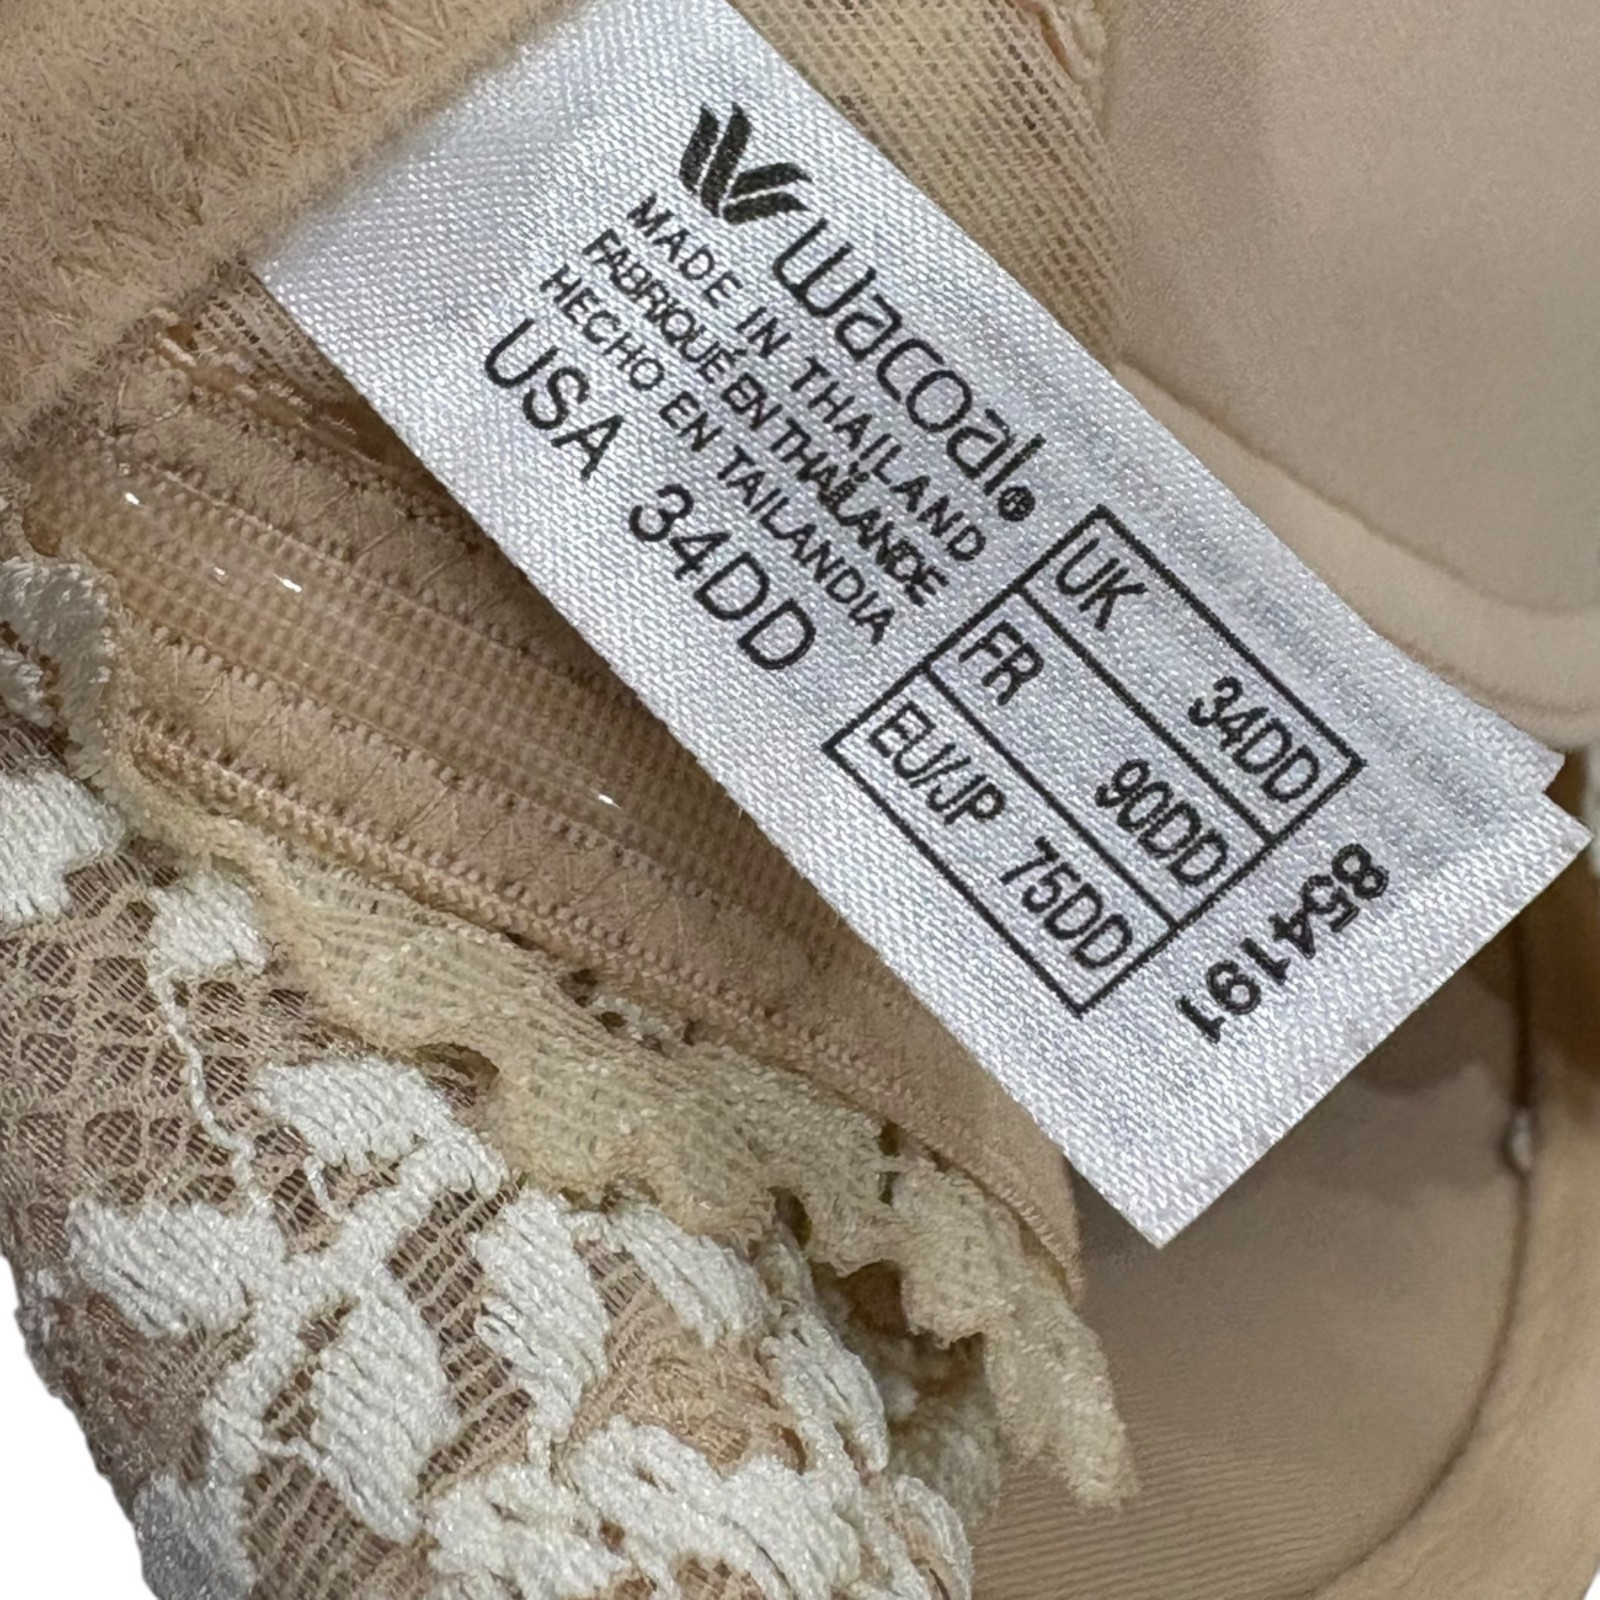 wacoal®
MADE IN THAILAND
FABRIQUÉ EN THAÏLANDE
HECHO EN TAILANDIA
USA 34DD
UK 34DD
FR 90DD
EU/JP 75DD
854191